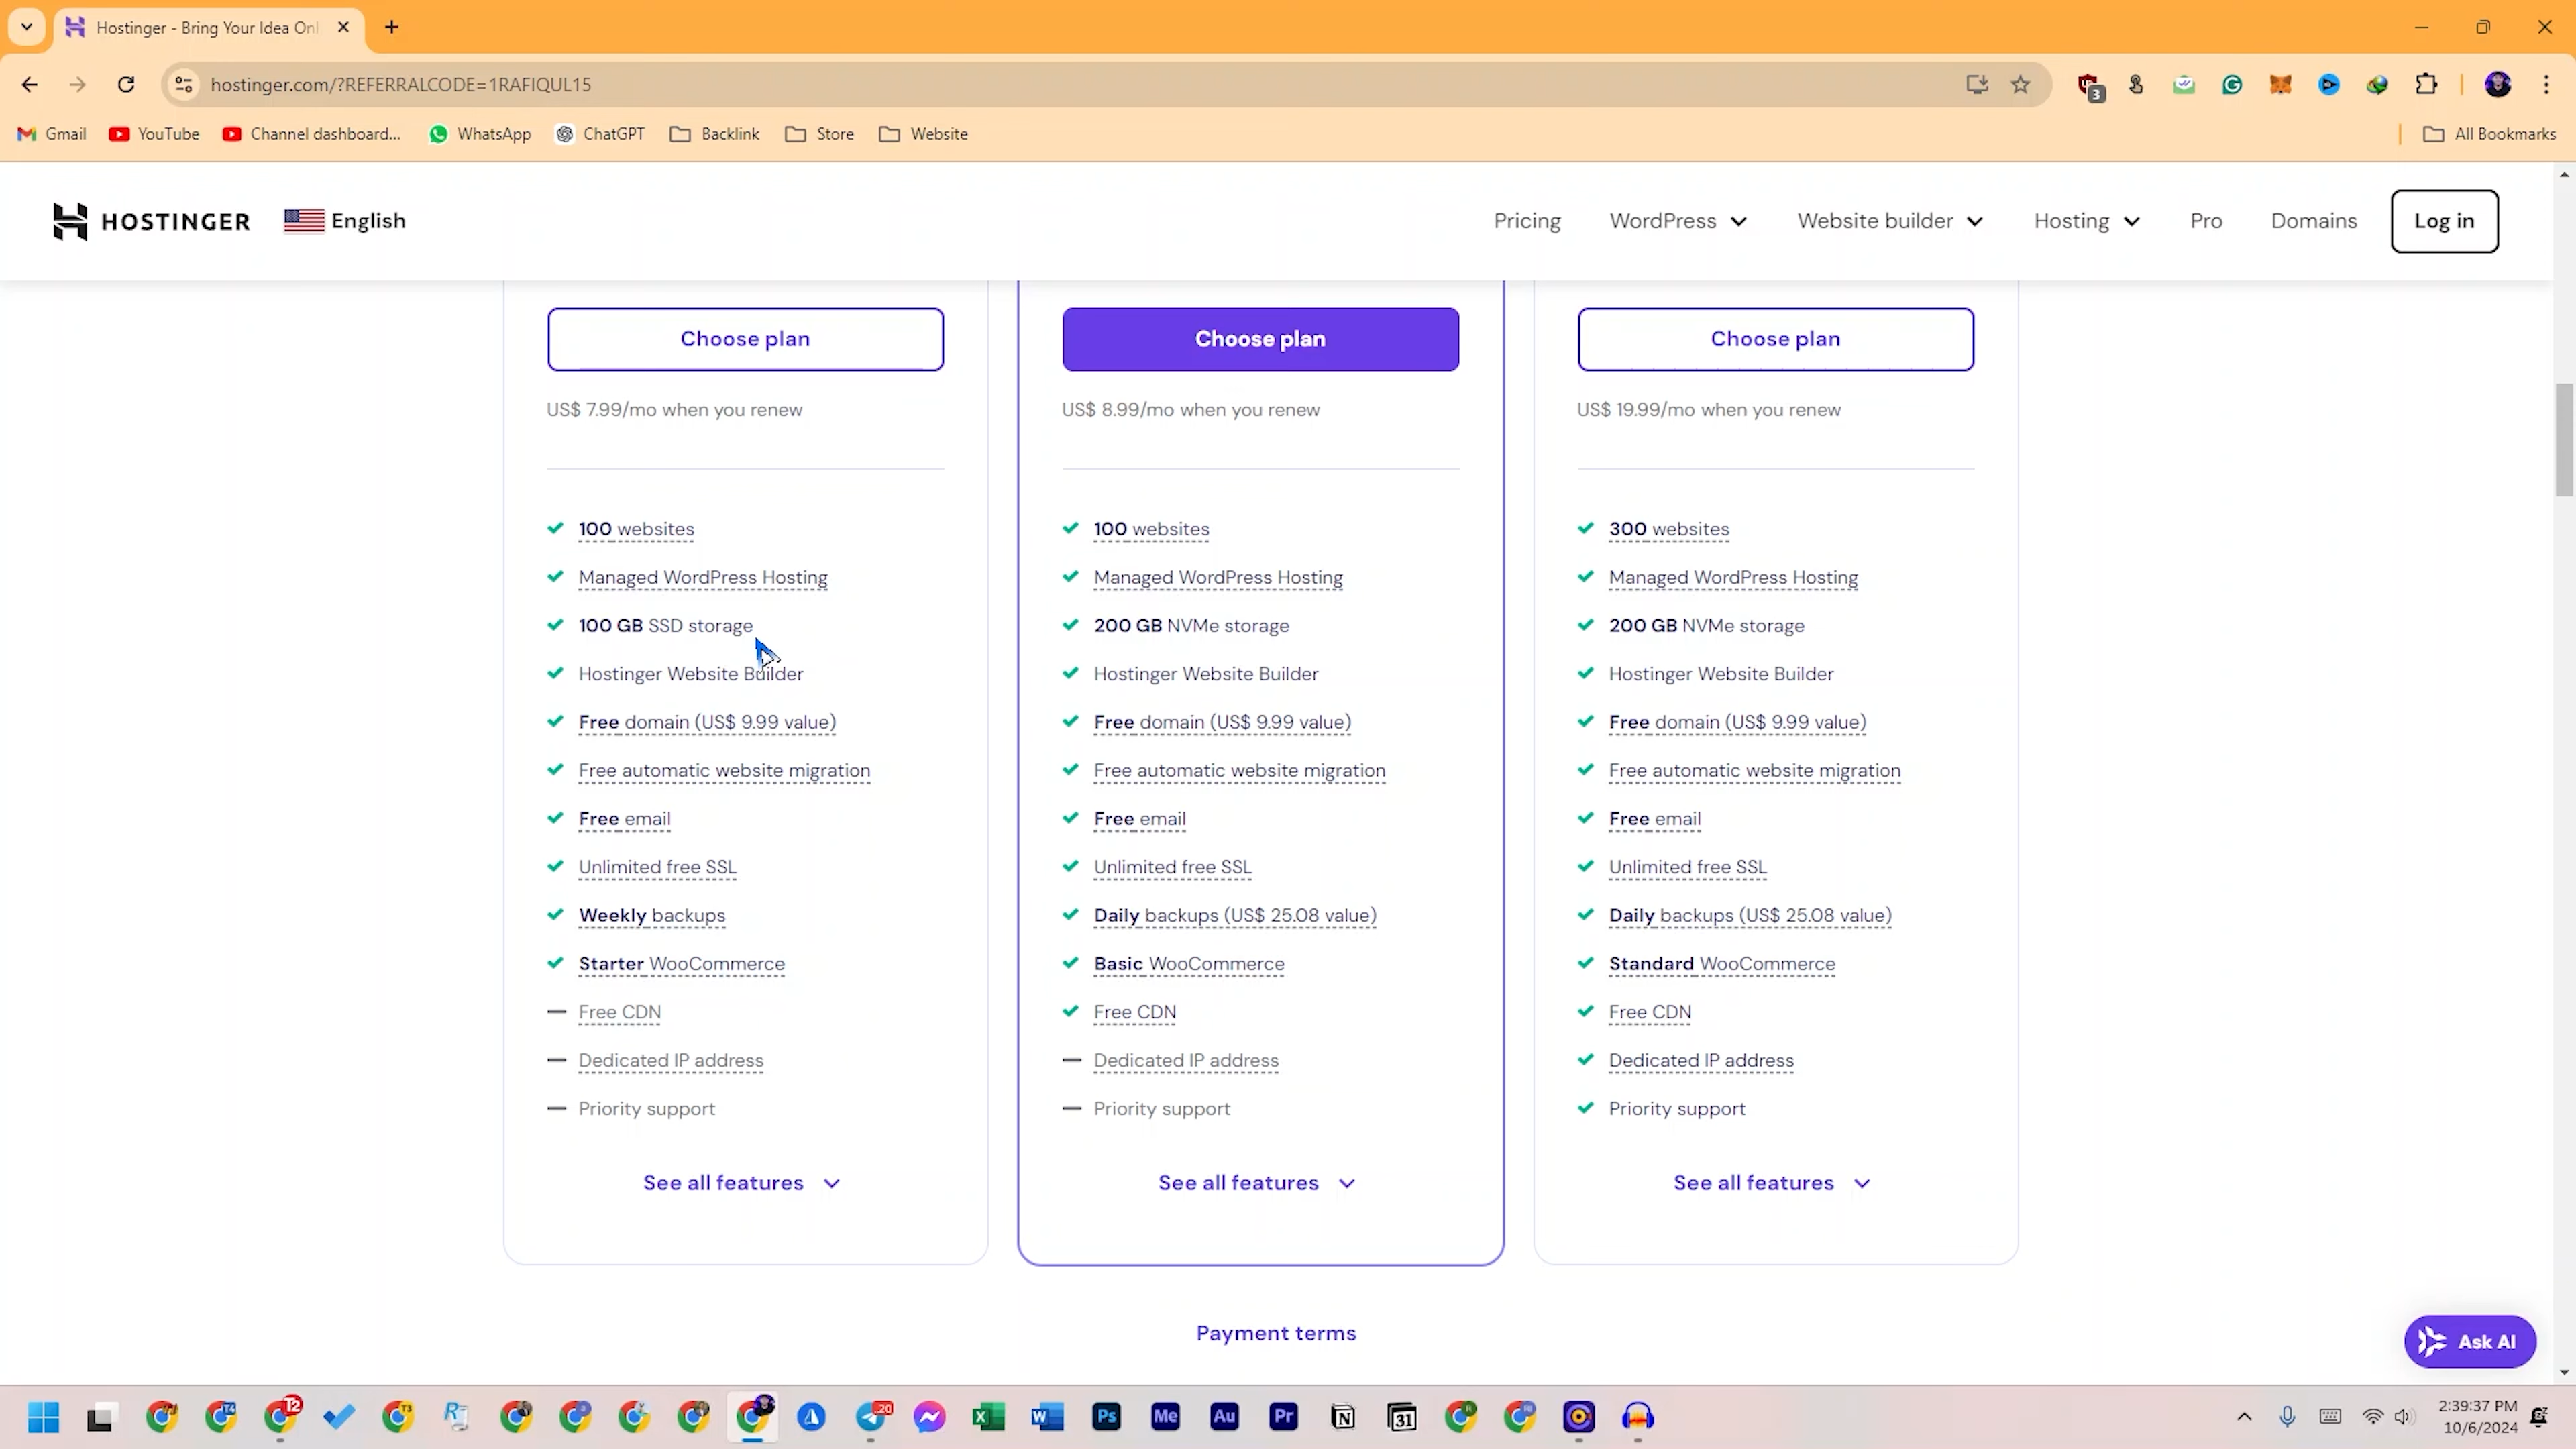 Hostinger - Bring Your Idea Onl
hostinger.com/?REFERRALCODE=1RAFIQUL15
3
Gmail YouTube Channel dashboard... WhatsApp ChatGPT Backlink Store Website All Bookmarks
HOSTINGER English Pricing WordPress Website builder Hosting Pro Domains Log in
Choose plan
US$ 7.99/mo when you renew
100 websites
Managed WordPress Hosting
100 GB SSD storage
Hostinger Website Builder
Free domain (US$ 9.99 value)
Free automatic website migration
Free email
Unlimited free SSL
Weekly backups
Starter WooCommerce
Free CDN
Dedicated IP address
Priority support
See all features
Choose plan
US$ 8.99/mo when you renew
100 websites
Managed WordPress Hosting
200 GB NVMe storage
Hostinger Website Builder
Free domain (US$ 9.99 value)
Free automatic website migration
Free email
Unlimited free SSL
Daily backups (US$ 25.08 value)
Basic WooCommerce
Free CDN
Dedicated IP address
Priority support
See all features
Choose plan
US$ 19.99/mo when you renew
300 websites
Managed WordPress Hosting
200 GB NVMe storage
Hostinger Website Builder
Free domain (US$ 9.99 value)
Free automatic website migration
Free email
Unlimited free SSL
Daily backups (US$ 25.08 value)
Standard WooCommerce
Free CDN
Dedicated IP address
Priority support
See all features
Payment terms
Ask AI
T4 T2 T3 20 Ps Me Au Pr 31
2:39:37 PM
10/6/2024